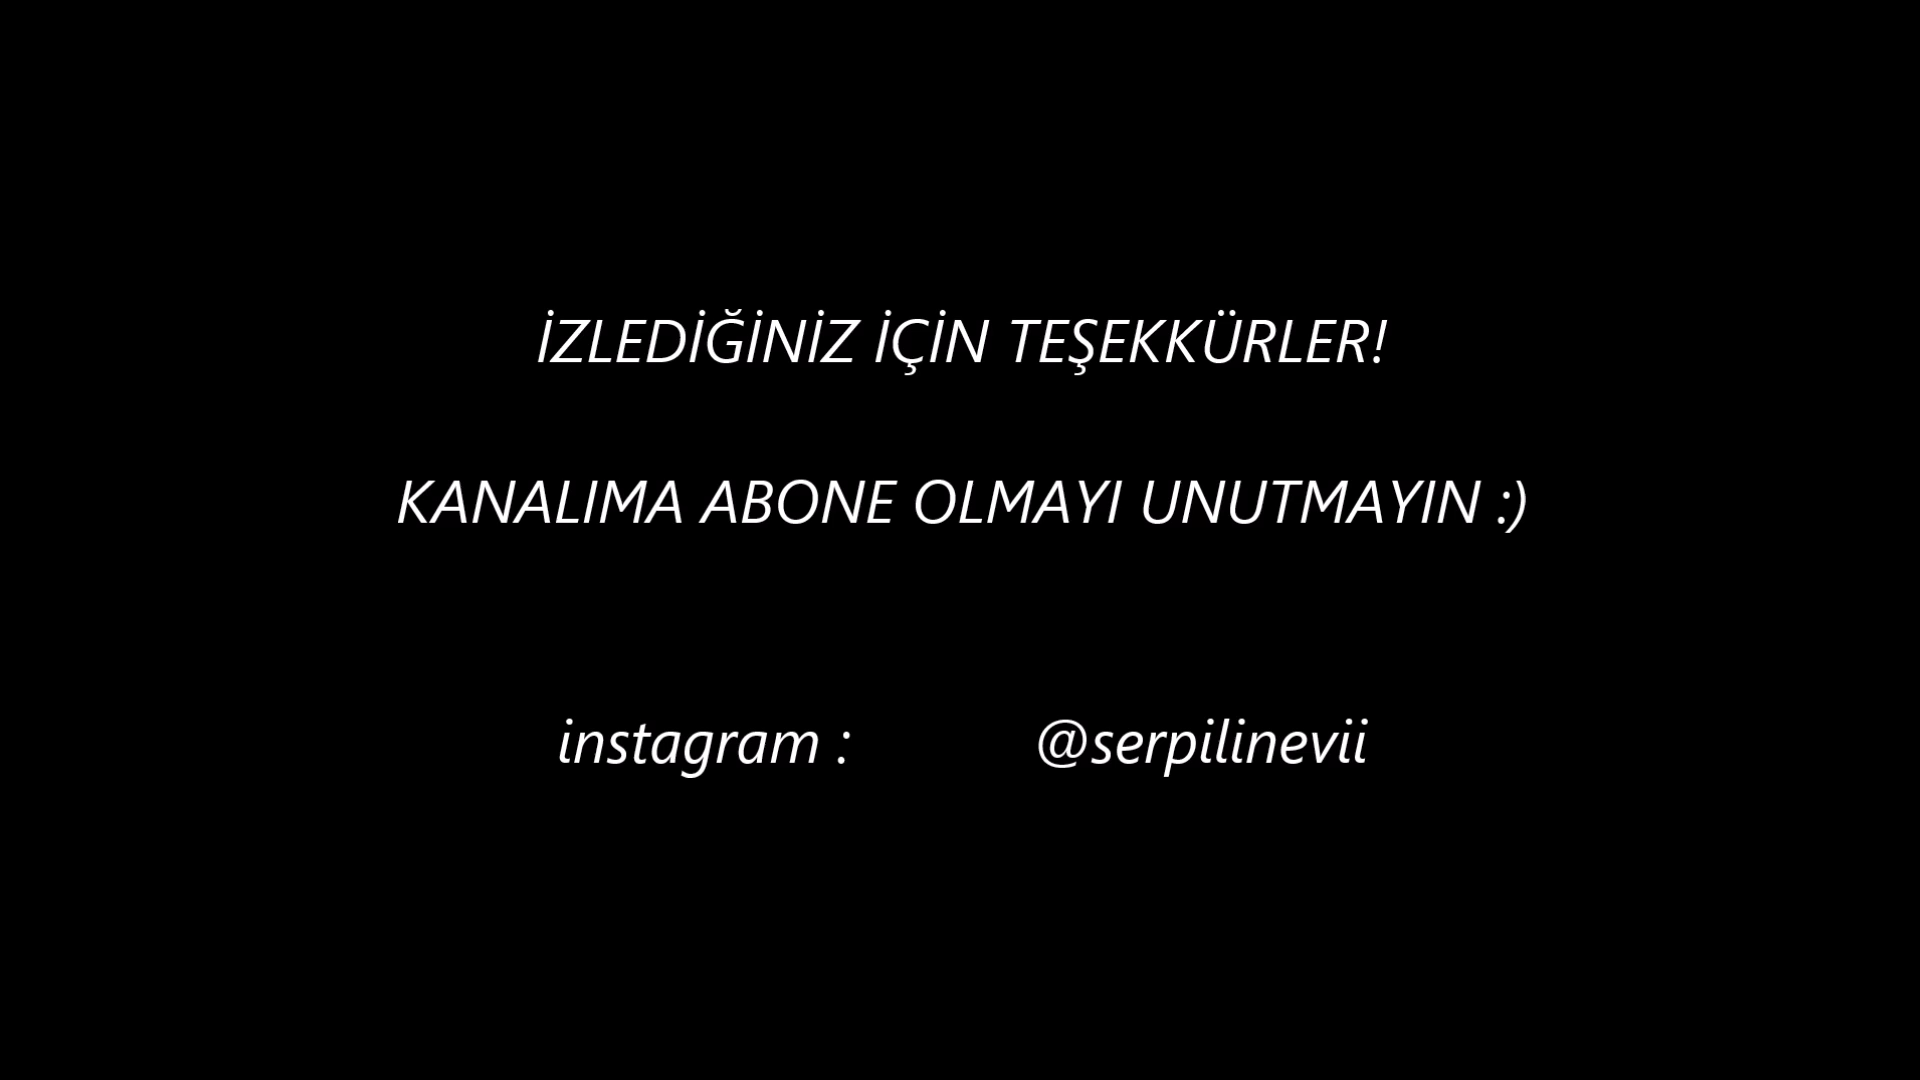 İZLEDİĞİNİZ İÇİN TEŞEKKÜRLER!
KANALIMA ABONE OLMAYI UNUTMAYIN :)
instagram : @serpilinevii